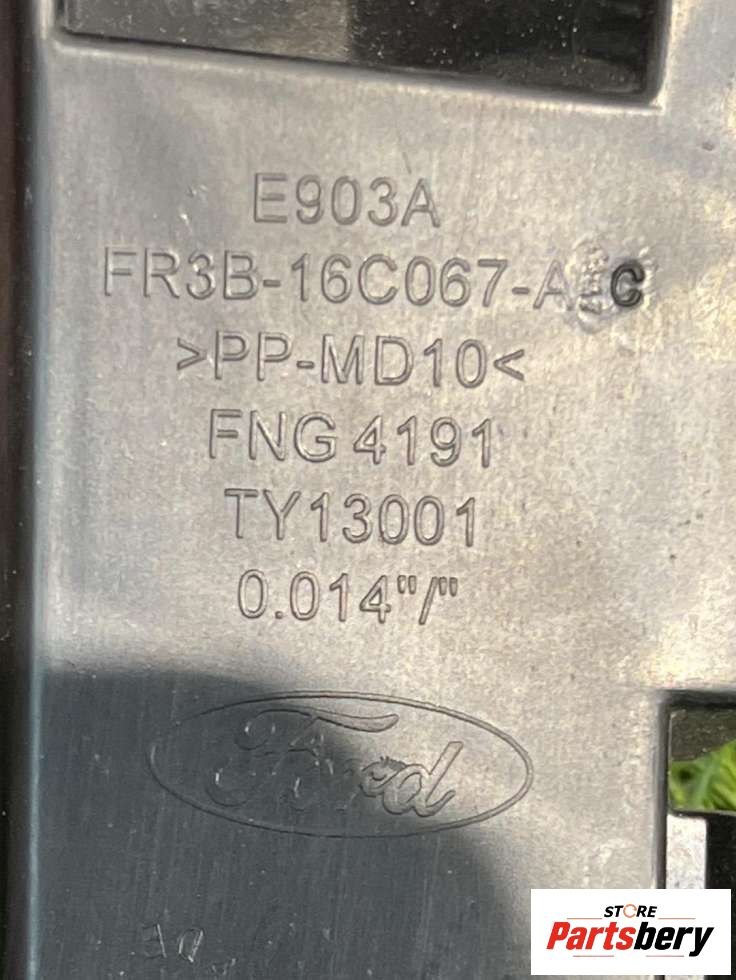 E903A
FR3B-16C067-A C
>PP-MD10<
FNG 4191
TY13001
0.014"/"
Ford
STORE
Partsbery